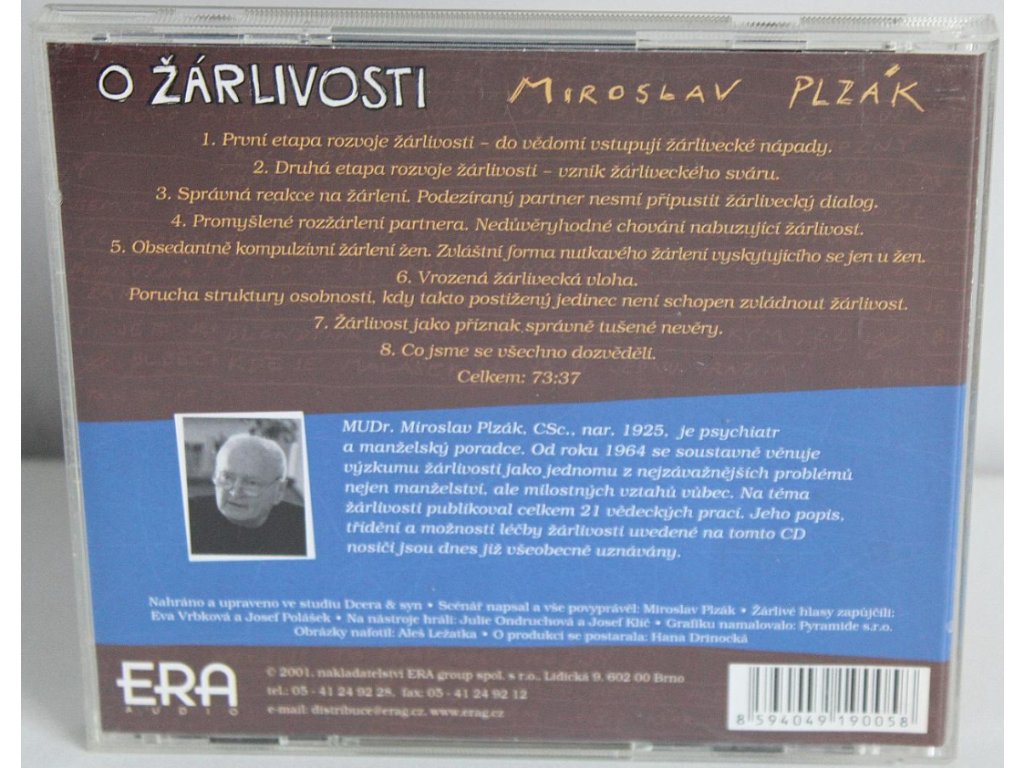 O ŽÁRLIVOSTI MIROSLAV PLZÁK
1. První etapa rozvoje žárlivosti – do vědomí vstupují žárlivecké nápady.
2. Druhá etapa rozvoje žárlivosti – vznik žárliveckého sváru.
3. Správná reakce na žárlení. Podezíraný partner nesmí připustit žárlivecký dialog.
4. Promyšlené rozžárlení partnera. Nedůvěryhodné chování nabuzující žárlivost.
5. Obsedantně kompulzivní žárlení žen. Zvláštní forma nutkavého žárlení vyskytujícího se jen u žen.
6. Vrozená žárlivecká vloha.
Porucha struktury osobnosti, kdy takto postižený jedinec není schopen zvládnout žárlivost.
7. Žárlivost jako příznak správně tušené nevěry.
8. Co jsme se všechno dozvěděli.
Celkem: 73:37
MUDr. Miroslav Plzák, CSc., nar. 1925, je psychiatr
a manželský poradce. Od roku 1964 se soustavně věnuje
výzkumu žárlivosti jako jednomu z nejzávažnějších problémů
nejen manželství, ale milostných vztahů vůbec. Na téma
žárlivosti publikoval celkem 21 vědeckých prací. Jeho popis,
třídění a možnosti léčby žárlivosti uvedené na tomto CD
nosiči jsou dnes již všeobecně uznávány.
Nahráno a upraveno ve studiu Dcera & syn • Scénář napsal a vše povyprávěl: Miroslav Plzák • Žárlivé hlasy zapůjčili:
Eva Vrbková a Josef Polášek • Na nástroje hráli: Julie Ondruchová a Josef Klíč • Grafiku namalovalo: Pyramide s.r.o.
Obrázky nafotil: Aleš Ležatka • O produkci se postarala: Hana Drinocká
ERA
AUDIO
© 2001, nakladatelství ERA group spol. s r.o., Lidická 9, 602 00 Brno
tel.: 05 - 41 24 92 28, fax: 05 - 41 24 92 12
e-mail: distribuce@erag.cz, www.erag.cz
8 594049 190058